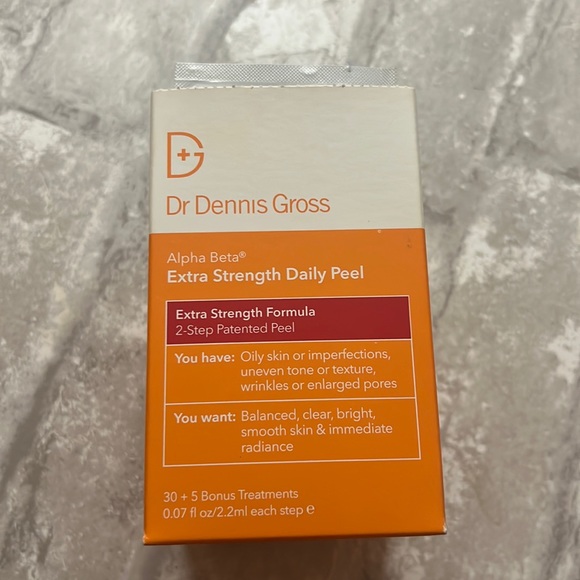 Dr Dennis Gross
Alpha Beta®
Extra Strength Daily Peel
Extra Strength Formula
2-Step Patented Peel
You have: Oily skin or imperfections,
uneven tone or texture,
wrinkles or enlarged pores
You want: Balanced, clear, bright,
smooth skin & immediate
radiance
30 + 5 Bonus Treatments
0.07 fl oz/2.2ml each step ℮